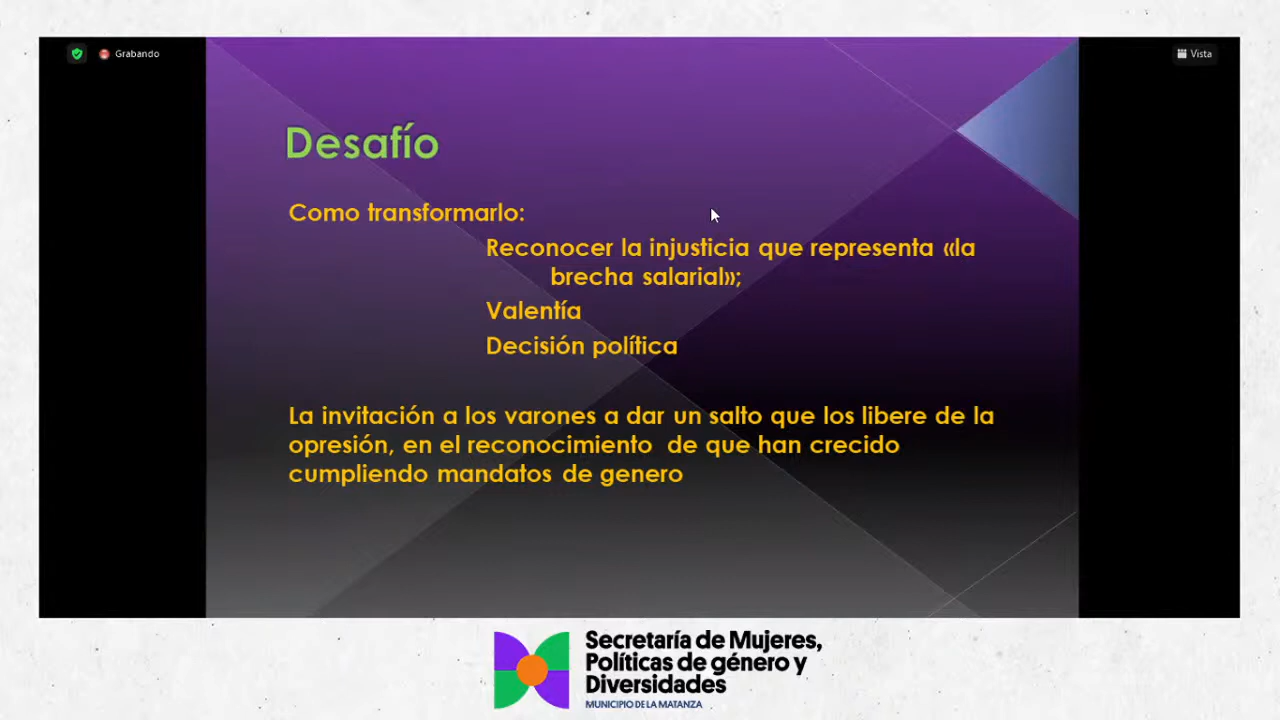 Grabando
Vista
Desafío
Como transformarlo:
Reconocer la injusticia que representa «la
brecha salarial»;
Valentía
Decisión política
La invitación a los varones a dar un salto que los libere de la
opresión, en el reconocimiento de que han crecido
cumpliendo mandatos de genero
Secretaría de Mujeres,
Políticas de género y
Diversidades
MUNICIPIO DE LA MATANZA